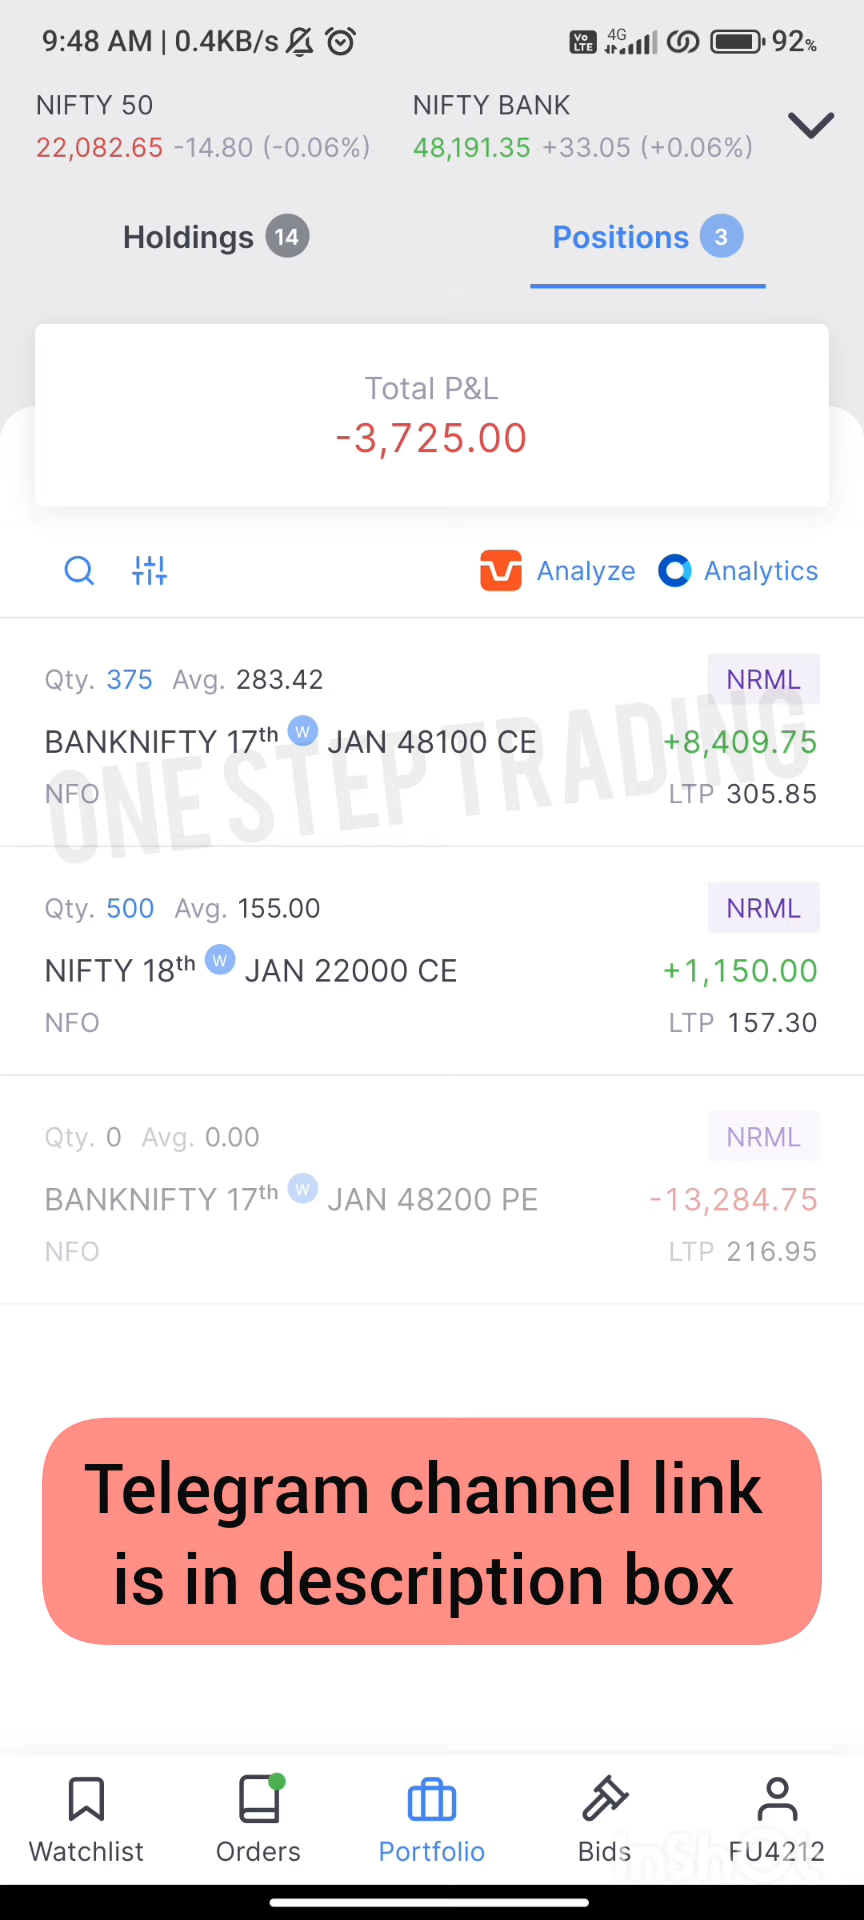 9:48 AM | 0.4KB/s Vo LTE 4G 92%
NIFTY 50 NIFTY BANK
22,082.65 -14.80 (-0.06%) 48,191.35 +33.05 (+0.06%)
Holdings 14 Positions 3
Total P&L
-3,725.00
Analyze Analytics
Qty. 375 Avg. 283.42 NRML
BANKNIFTY 17th W JAN 48100 CE +8,409.75
NFO LTP 305.85
ONE STEP TRADING
Qty. 500 Avg. 155.00 NRML
NIFTY 18th W JAN 22000 CE +1,150.00
NFO LTP 157.30
Qty. 0 Avg. 0.00 NRML
BANKNIFTY 17th W JAN 48200 PE -13,284.75
NFO LTP 216.95
Telegram channel link
is in description box
Watchlist Orders Portfolio Bids FU4212
InShOt